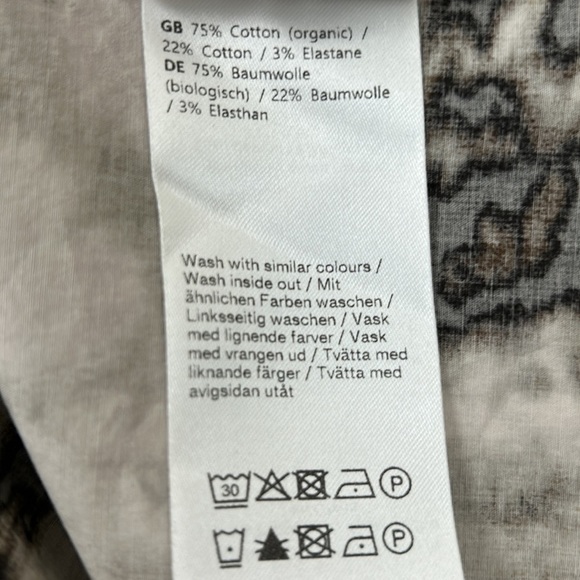 GB 75% Cotton (organic) /
22% Cotton / 3% Elastane
DE 75% Baumwolle
(biologisch) / 22% Baumwolle
/ 3% Elasthan
Wash with similar colours /
Wash inside out / Mit
ähnlichen Farben waschen /
Linksseitig waschen / Vask
med lignende farver / Vask
med vrangen ud / Tvätta med
liknande färger / Tvätta med
avigsidan utåt
30 P
P